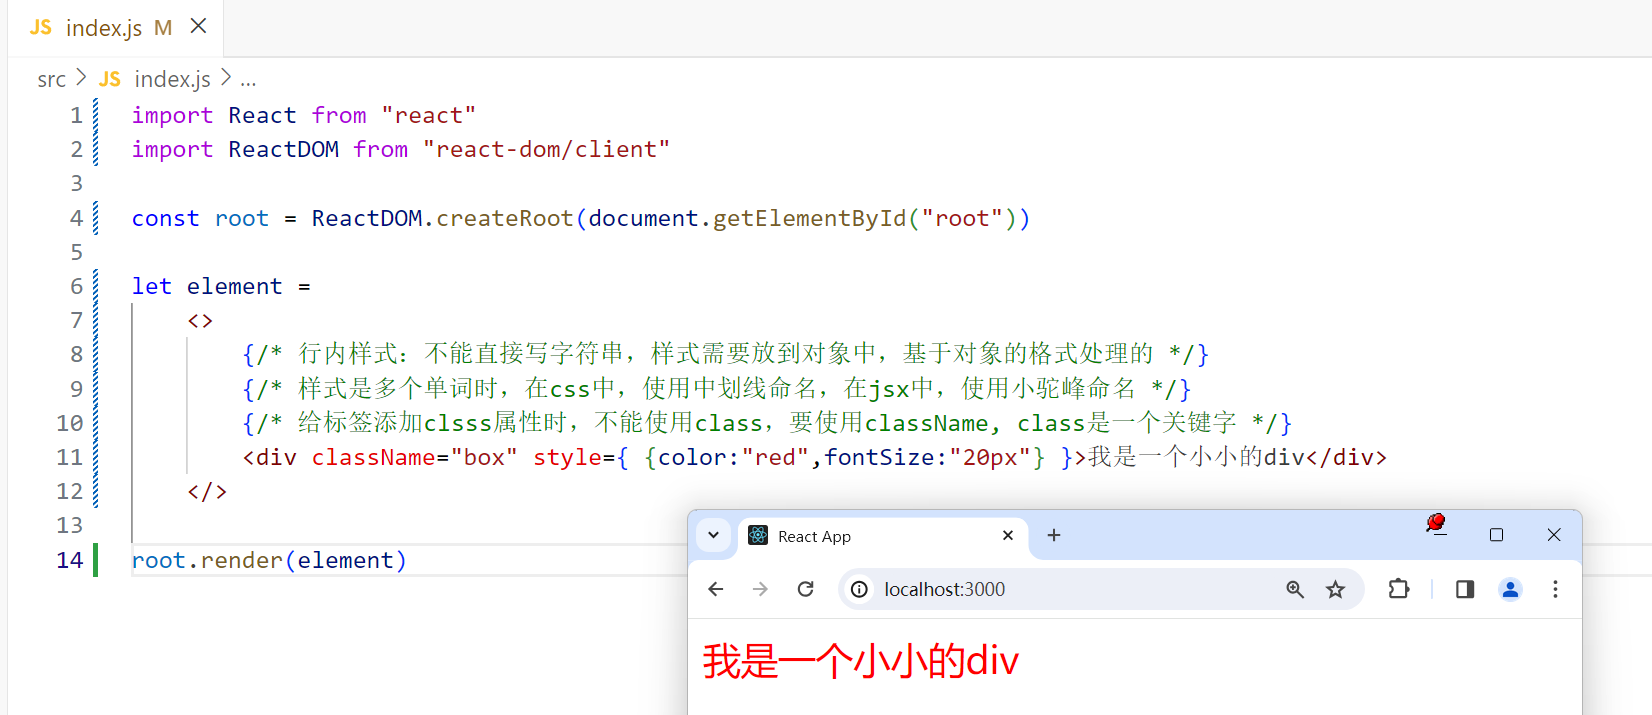 JS index.js M
src > JS index.js > ...
1 import React from "react"
2 import ReactDOM from "react-dom/client"
3
4 const root = ReactDOM.createRoot(document.getElementById("root"))
5
6 let element =
7 <>
8 {/* 行内样式：不能直接写字符串，样式需要放到对象中，基于对象的格式处理的 */}
9 {/* 样式是多个单词时，在css中，使用中划线命名，在jsx中，使用小驼峰命名 */}
10 {/* 给标签添加clsss属性时，不能使用class，要使用className, class是一个关键字 */}
11 <div className="box" style={ {color:"red",fontSize:"20px"} }>我是一个小小的div</div>
12 </>
13
14 root.render(element)
React App
localhost:3000
我是一个小小的div